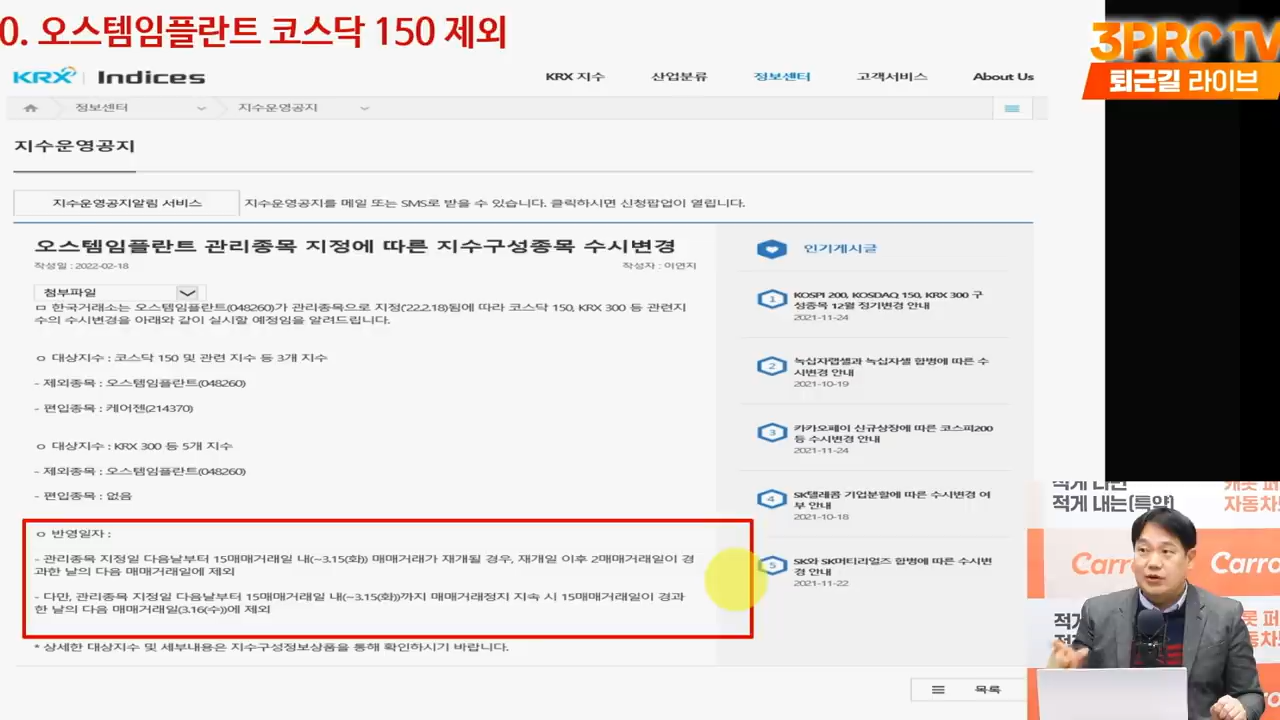 0. 오스템임플란트 코스닥 150 제외
3PRO TV
퇴근길 라이브
KRX Indices
KRX 지수
산업분류
정보센터
고객서비스
About Us
정보센터
지수운영공지
지수운영공지
지수운영공지알림 서비스
지수운영공지를 메일 또는 SMS로 받을 수 있습니다. 클릭하시면 신청팝업이 열립니다.
오스템임플란트 관리종목 지정에 따른 지수구성종목 수시변경
작성일 : 2022-02-18
작성자 : 이연지
첨부파일
ㅁ 한국거래소는 오스템임플란트(048260)가 관리종목으로 지정('22.2.18)됨에 따라 코스닥 150, KRX 300 등 관련지
수의 수시변경을 아래와 같이 실시할 예정임을 알려드립니다.
ㅇ 대상지수 : 코스닥 150 및 관련 지수 등 3개 지수
- 제외종목 : 오스템임플란트(048260)
- 편입종목 : 케어젠(214370)
ㅇ 대상지수 : KRX 300 등 5개 지수
- 제외종목 : 오스템임플란트(048260)
- 편입종목 : 없음
ㅇ 반영일자 :
- 관리종목 지정일 다음날부터 15매매거래일 내(~3.15(화)) 매매거래가 재개될 경우, 재개일 이후 2매매거래일이 경
과한 날의 다음 매매거래일에 제외
- 다만, 관리종목 지정일 다음날부터 15매매거래일 내(~3.15(화))까지 매매거래정지 지속 시 15매매거래일이 경과
한 날의 다음 매매거래일(3.16(수))에 제외
* 상세한 대상지수 및 세부내용은 지수구성정보상품을 통해 확인하시기 바랍니다.
인기게시글
1
KOSPI 200, KOSDAQ 150, KRX 300 구
성종목 12월 정기변경 안내
2021-11-24
2
녹십자랩셀과 녹십자셀 합병에 따른 수
시변경 안내
2021-10-19
3
카카오페이 신규상장에 따른 코스피200
등 수시변경 안내
2021-11-24
4
SK텔레콤 기업분할에 따른 수시변경 여
부 안내
2021-10-18
5
SK와 SK머티리얼즈 합병에 따른 수시변
경 안내
2021-11-22
목록
적게 내는(특약)
자동차보
Carro
Carro